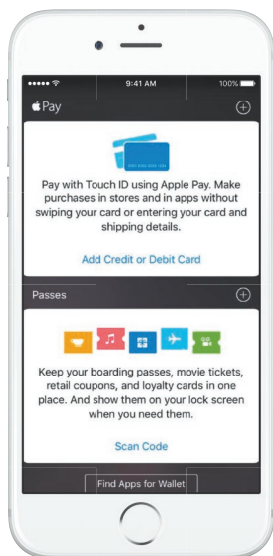 9:41 AM 100%
Pay
Pay with Touch ID using Apple Pay. Make
purchases in stores and in apps without
swiping your card or entering your card and
shipping details.
Add Credit or Debit Card
Passes
Keep your boarding passes, movie tickets,
retail coupons, and loyalty cards in one
place. And show them on your lock screen
when you need them.
Scan Code
Find Apps for Wallet